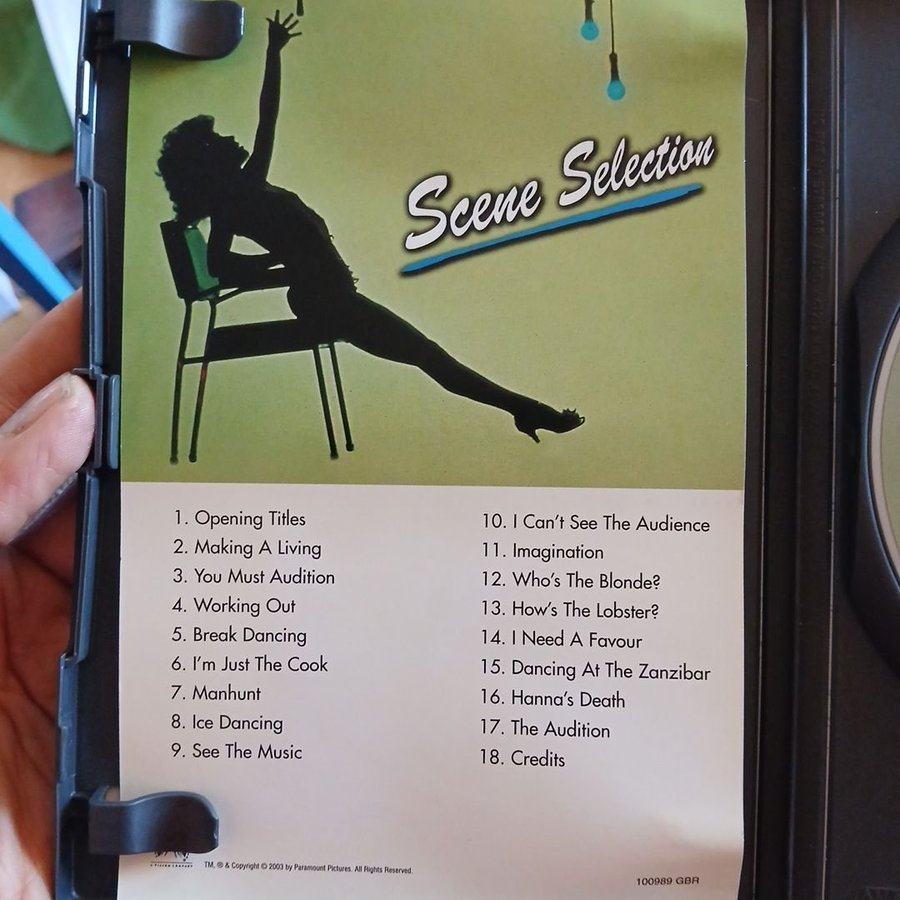 Scene Selection
1. Opening Titles
2. Making A Living
3. You Must Audition
4. Working Out
5. Break Dancing
6. I'm Just The Cook
7. Manhunt
8. Ice Dancing
9. See The Music
10. I Can't See The Audience
11. Imagination
12. Who's The Blonde?
13. How's The Lobster?
14. I Need A Favour
15. Dancing At The Zanzibar
16. Hanna's Death
17. The Audition
18. Credits
TM, ® & Copyright © 2003 by Paramount Pictures. All Rights Reserved.
100989 GBR